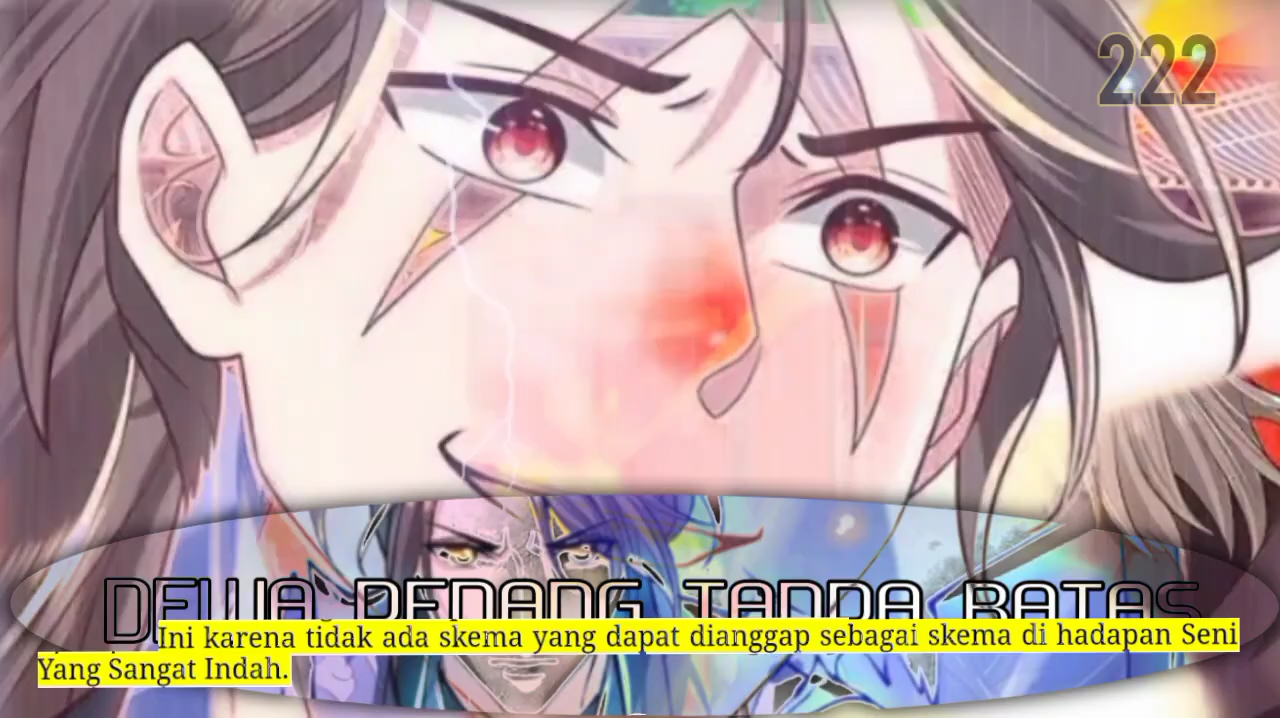 222
DEWA PEDANG TANPA BATAS
Ini karena tidak ada skema yang dapat dianggap sebagai skema di hadapan Seni
Yang Sangat Indah.